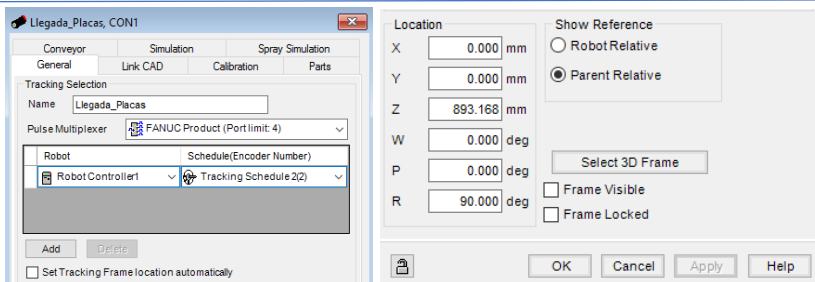 Llegada_Placas, CON1
Conveyor Simulation Spray Simulation
General Link CAD Calibration Parts
Tracking Selection
Name Llegada_Placas
Pulse Multiplexer FANUC Product (Port limit: 4)
Robot Schedule(Encoder Number)
Robot Controller1 Tracking Schedule 2(2)
Add Delete
Set Tracking Frame location automatically
Location
X 0.000 mm
Y 0.000 mm
Z 893.168 mm
W 0.000 deg
P 0.000 deg
R 90.000 deg
Show Reference
Robot Relative
Parent Relative
Select 3D Frame
Frame Visible
Frame Locked
OK Cancel Apply Help